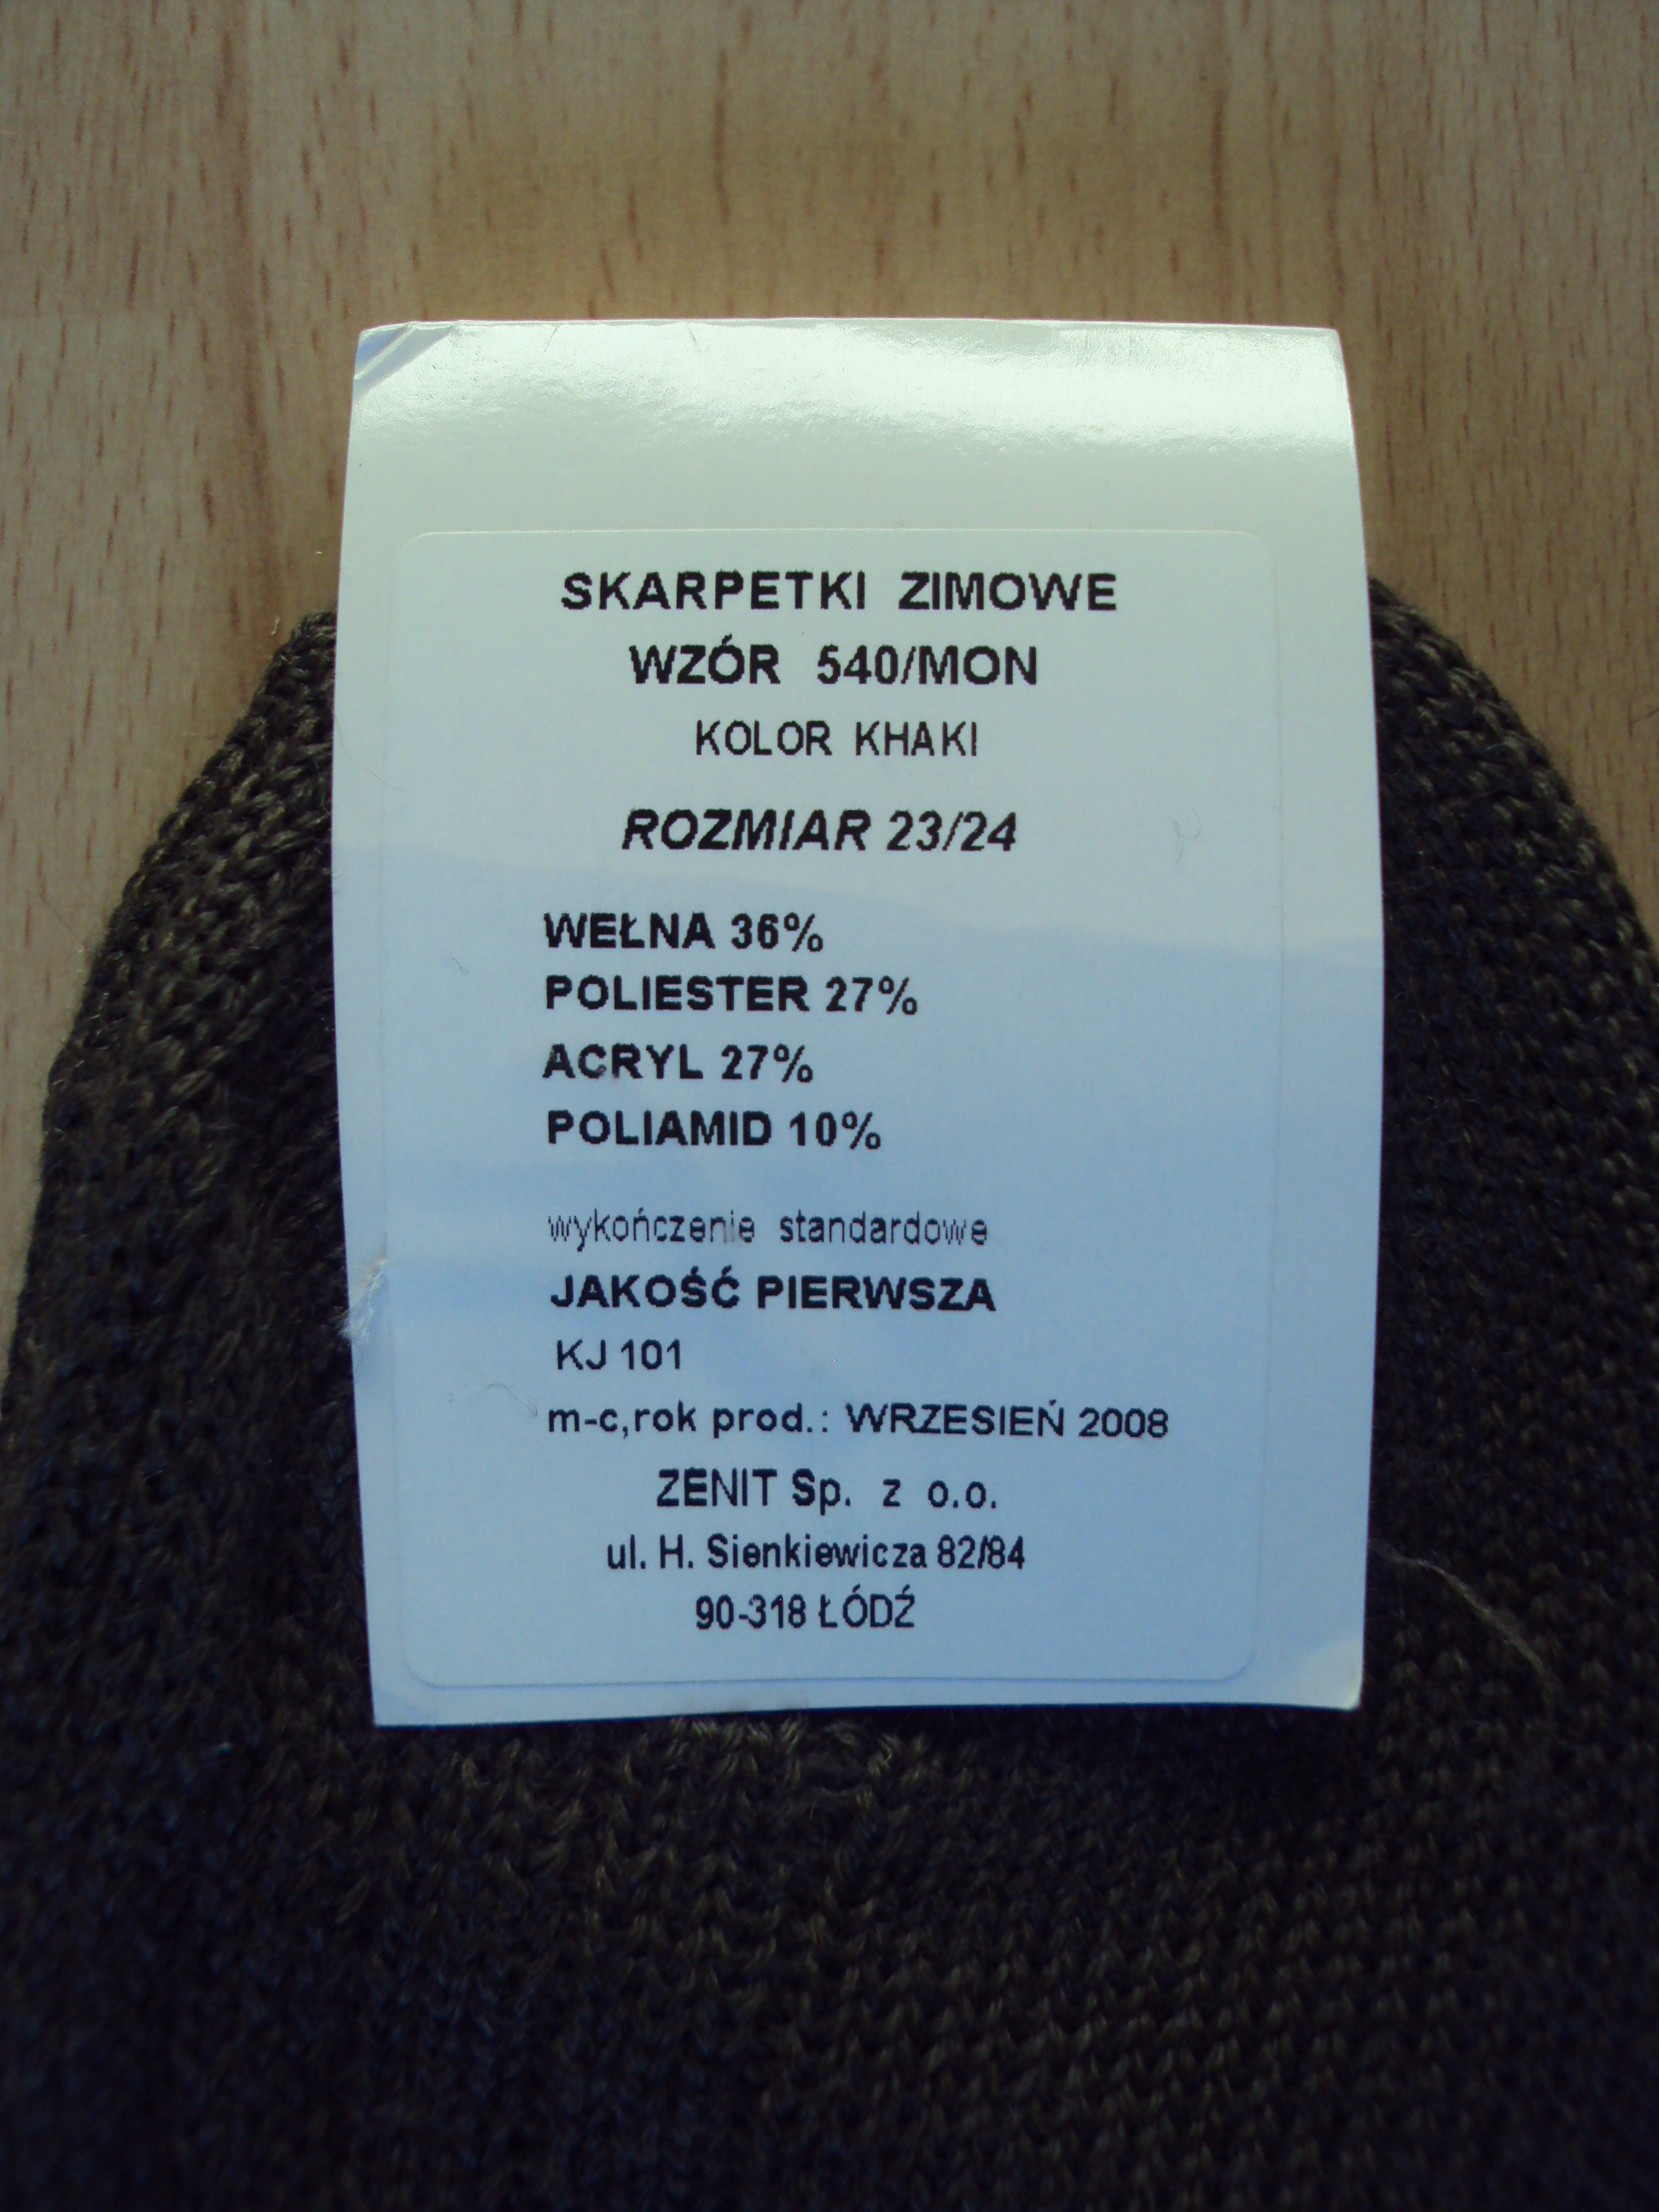 SKARPETKI ZIMOWE
WZÓR 540/MON
KOLOR KHAKI
ROZMIAR 23/24
WEŁNA 36%
POLIESTER 27%
ACRYL 27%
POLIAMID 10%
wykończenie standardowe
JAKOŚĆ PIERWSZA
KJ 101
m-c,rok prod.: WRZESIEŃ 2008
ZENIT Sp. z o.o.
ul. H. Sienkiewicza 82/84
90-318 ŁÓDŹ